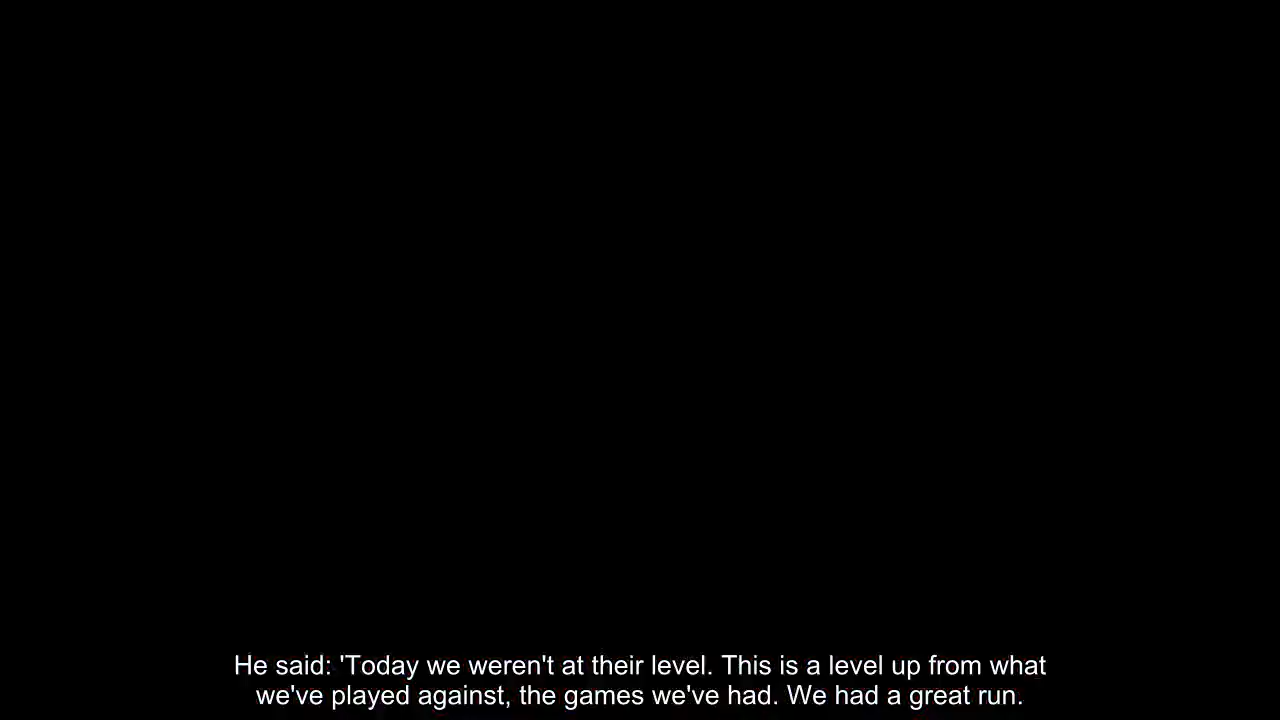 He said: 'Today we weren't at their level. This is a level up from what
we've played against, the games we've had. We had a great run.